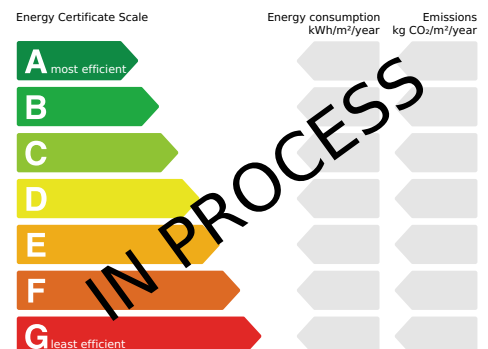 Energy Certificate Scale
Energy consumption
kWh/m²/year
Emissions
kg CO₂/m²/year
A most efficient
B
C
D
E
F
G least efficient
IN PROCESS